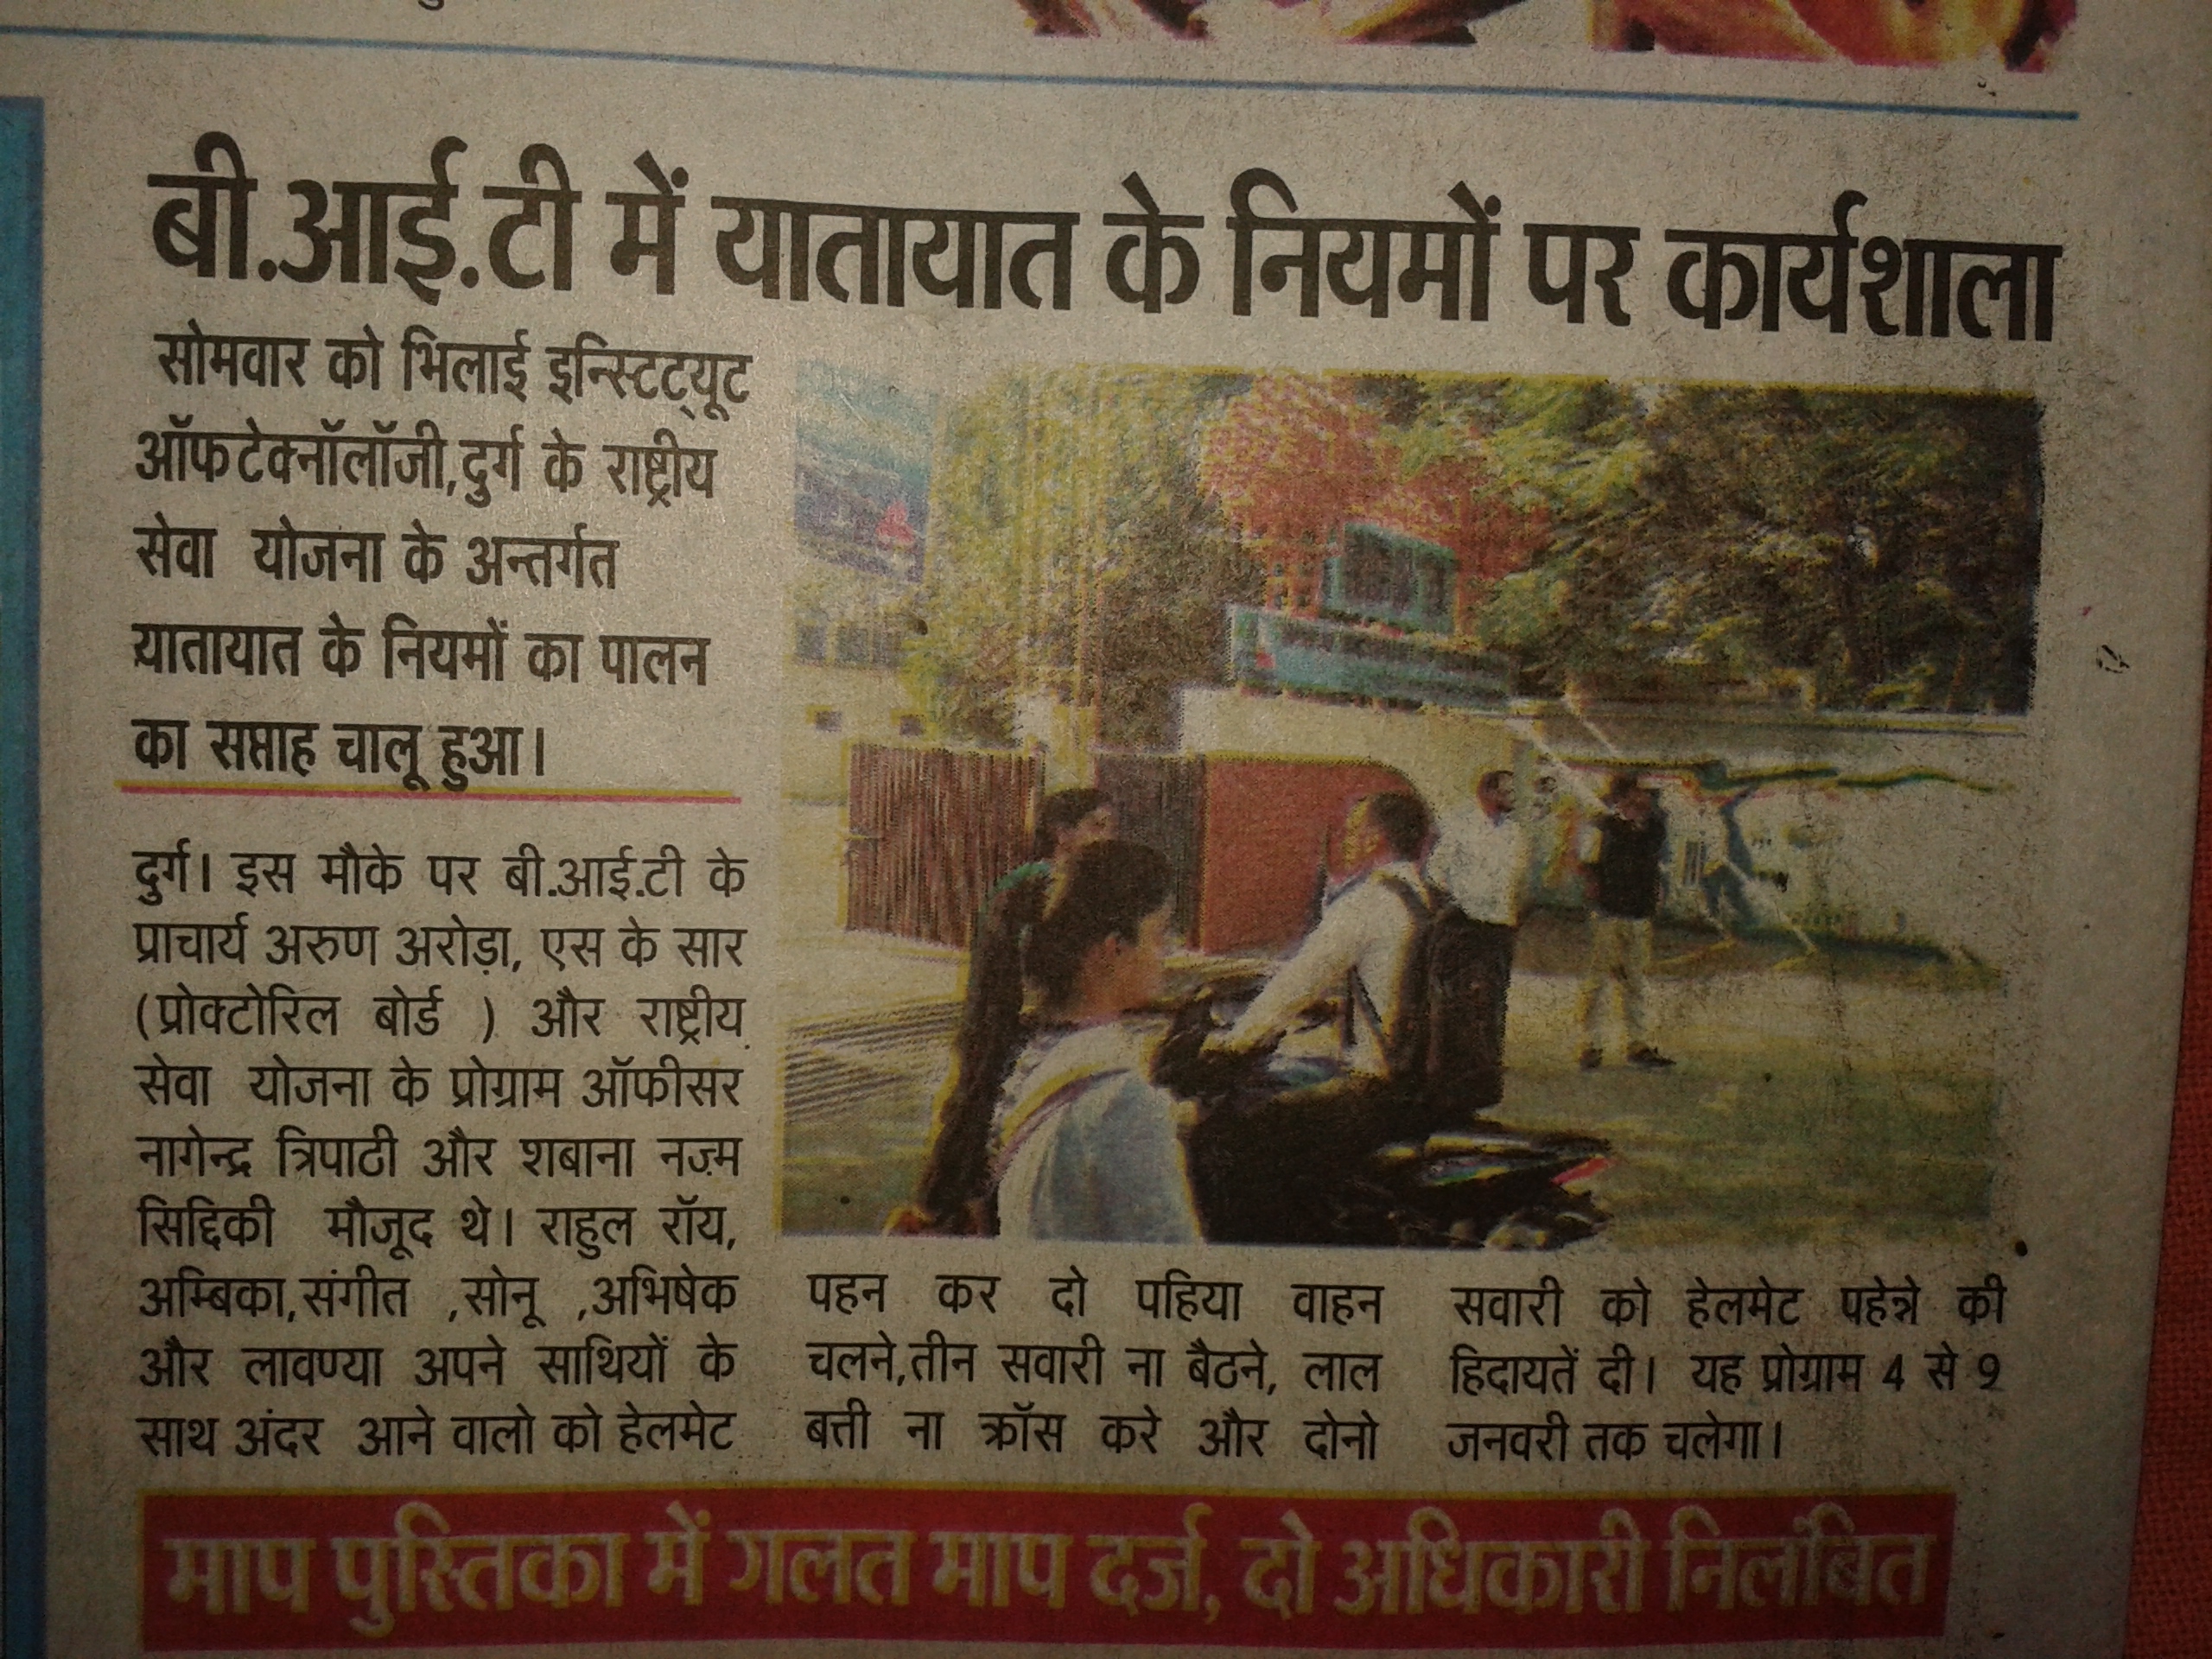 बी.आई.टी में यातायात के नियमों पर कार्यशाला
सोमवार को भिलाई इन्स्टिट्यूट
ऑफटेक्नॉलॉजी,दुर्ग के राष्ट्रीय
सेवा योजना के अन्तर्गत
यातायात के नियमों का पालन
का सप्ताह चालू हुआ।
दुर्ग। इस मौके पर बी.आई.टी के
प्राचार्य अरुण अरोड़ा, एस के सार
(प्रोक्टोरिल बोर्ड ) और राष्ट्रीय
सेवा योजना के प्रोग्राम ऑफीसर
नागेन्द्र त्रिपाठी और शबाना नज़्म
सिद्दिकी मौजूद थे। राहुल रॉय,
अम्बिका,संगीत ,सोनू ,अभिषेक
और लावण्या अपने साथियों के
साथ अंदर आने वालो को हेलमेट
पहन कर दो पहिया वाहन
चलने,तीन सवारी ना बैठने, लाल
बत्ती ना क्रॉस करे और दोनो
सवारी को हेलमेट पहेन्ने की
हिदायतें दी। यह प्रोग्राम 4 से 9
जनवरी तक चलेगा।
माप पुस्तिका में गलत माप दर्ज, दो अधिकारी निलंबित